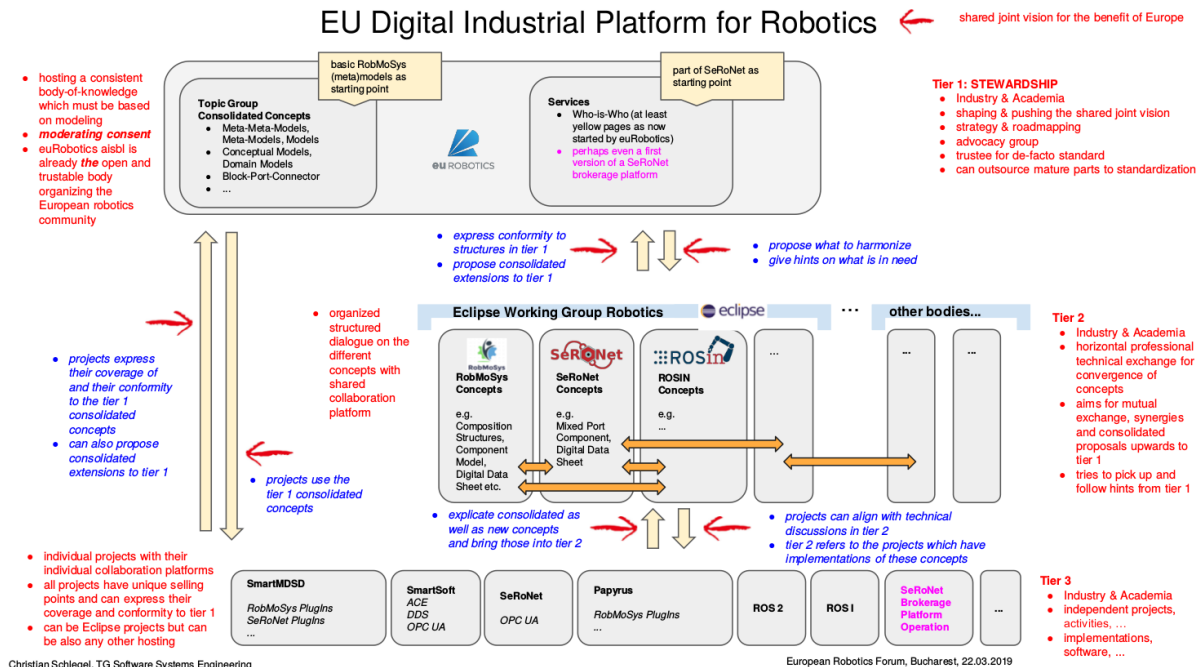 EU Digital Industrial Platform for Robotics
shared joint vision for the benefit of Europe
hosting a consistent
body-of-knowledge
which must be based
on modeling
moderating consent
euRobotics aisbl is
already the open and
trustable body
organizing the
European robotics
community
basic RobMoSys
(meta)models as
starting point
Topic Group
Consolidated Concepts
Meta-Meta-Models,
Meta-Models, Models
Conceptual Models,
Domain Models
Block-Port-Connector
...
eu ROBOTICS
part of SeRoNet as
starting point
Services
Who-is-Who (at least
yellow pages as now
started by euRobotics)
perhaps even a first
version of a SeRoNet
brokerage platform
Tier 1: STEWARDSHIP
Industry & Academia
shaping & pushing the shared joint vision
strategy & roadmapping
advocacy group
trustee for de-facto standard
can outsource mature parts to standardization
express conformity to
structures in tier 1
propose consolidated
extensions to tier 1
propose what to harmonize
give hints on what is in need
projects express
their coverage of
and their conformity
to the tier 1
consolidated
concepts
can also propose
consolidated
extensions to tier 1
organized
structured
dialogue on the
different
concepts with
shared
collaboration
platform
projects use the
tier 1 consolidated
concepts
Eclipse Working Group Robotics
eclipse
...
other bodies...
RobMoSys
RobMoSys
Concepts
e.g.
Composition
Structures,
Component
Model,
Digital Data
Sheet etc.
SeRoNet
SeRoNet
Concepts
e.g.
Mixed Port
Component,
Digital Data
Sheet
ROSin
ROSIN
Concepts
e.g.
...
...
...
...
Tier 2
Industry & Academia
horizontal professional
technical exchange for
convergence of
concepts
aims for mutual
exchange, synergies
and consolidated
proposals upwards to
tier 1
tries to pick up and
follow hints from tier 1
explicate consolidated as
well as new concepts
and bring those into tier 2
projects can align with technical
discussions in tier 2
tier 2 refers to the projects which have
implementations of these concepts
individual projects with their
individual collaboration platforms
all projects have unique selling
points and can express their
coverage and conformity to tier 1
can be Eclipse projects but can
be also any other hosting
SmartMDSD
RobMoSys PlugIns
SeRoNet PlugIns
...
SmartSoft
ACE
DDS
OPC UA
SeRoNet
OPC UA
Papyrus
RobMoSys PlugIns
...
ROS 2
ROS I
SeRoNet
Brokerage
Platform
Operation
...
Tier 3
Industry & Academia
independent projects,
activities, ...
implementations,
software, ...
Christian Schlegel, TG Software Systems Engineering
European Robotics Forum, Bucharest, 22.03.2019